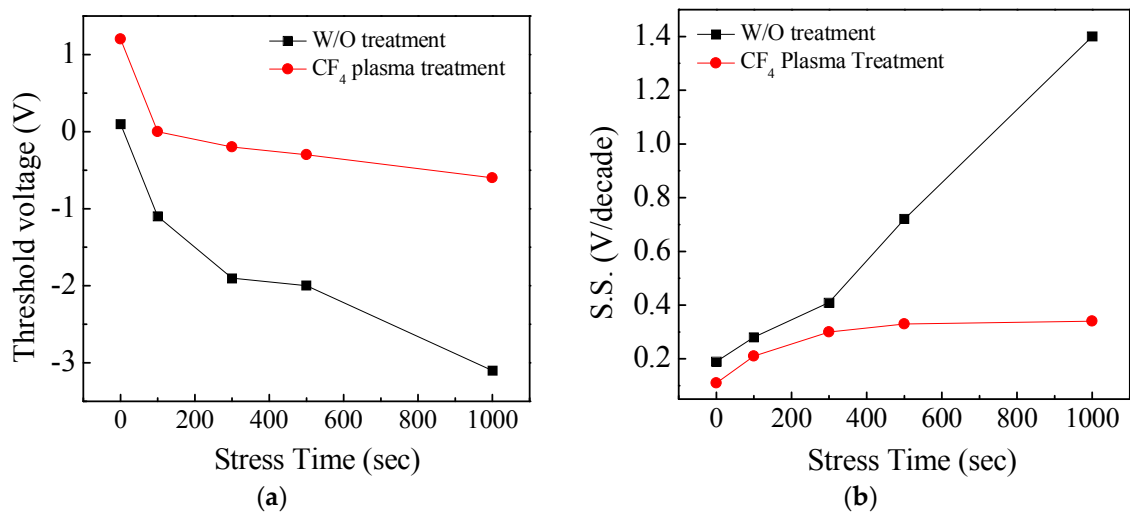 W/O treatment
CF4 plasma treatment
Threshold voltage (V)
1
0
-1
-2
-3
0 200 400 600 800 1000
Stress Time (sec)
(a)
W/O treatment
CF4 Plasma Treatment
S.S. (V/decade)
1.4
1.2
1.0
0.8
0.6
0.4
0.2
0 200 400 600 800 1000
Stress Time (sec)
(b)